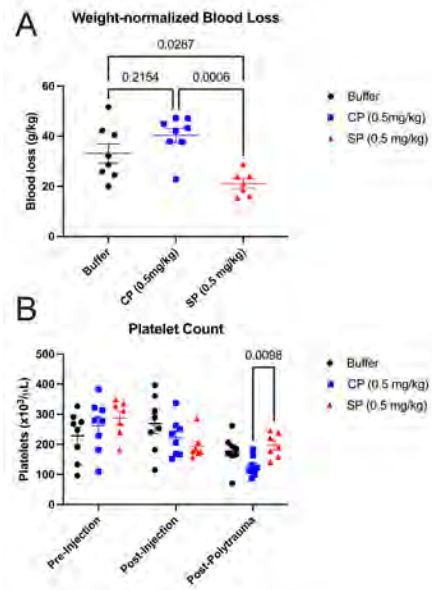 A
Weight-normalized Blood Loss
0.0287
0.2154
0.0006
60
40
20
0
Blood loss (g/kg)
Buffer
CP (0.5mg/kg)
SP (0.5 mg/kg)
Buffer
CP (0.5mg/kg)
SP (0.5 mg/kg)
B
Platelet Count
0.0098
500
400
300
200
100
0
Platelets (x10³/μL)
Pre-Injection
Post-Injection
Post-Polytrauma
Buffer
CP (0.5 mg/kg)
SP (0.5 mg/kg)